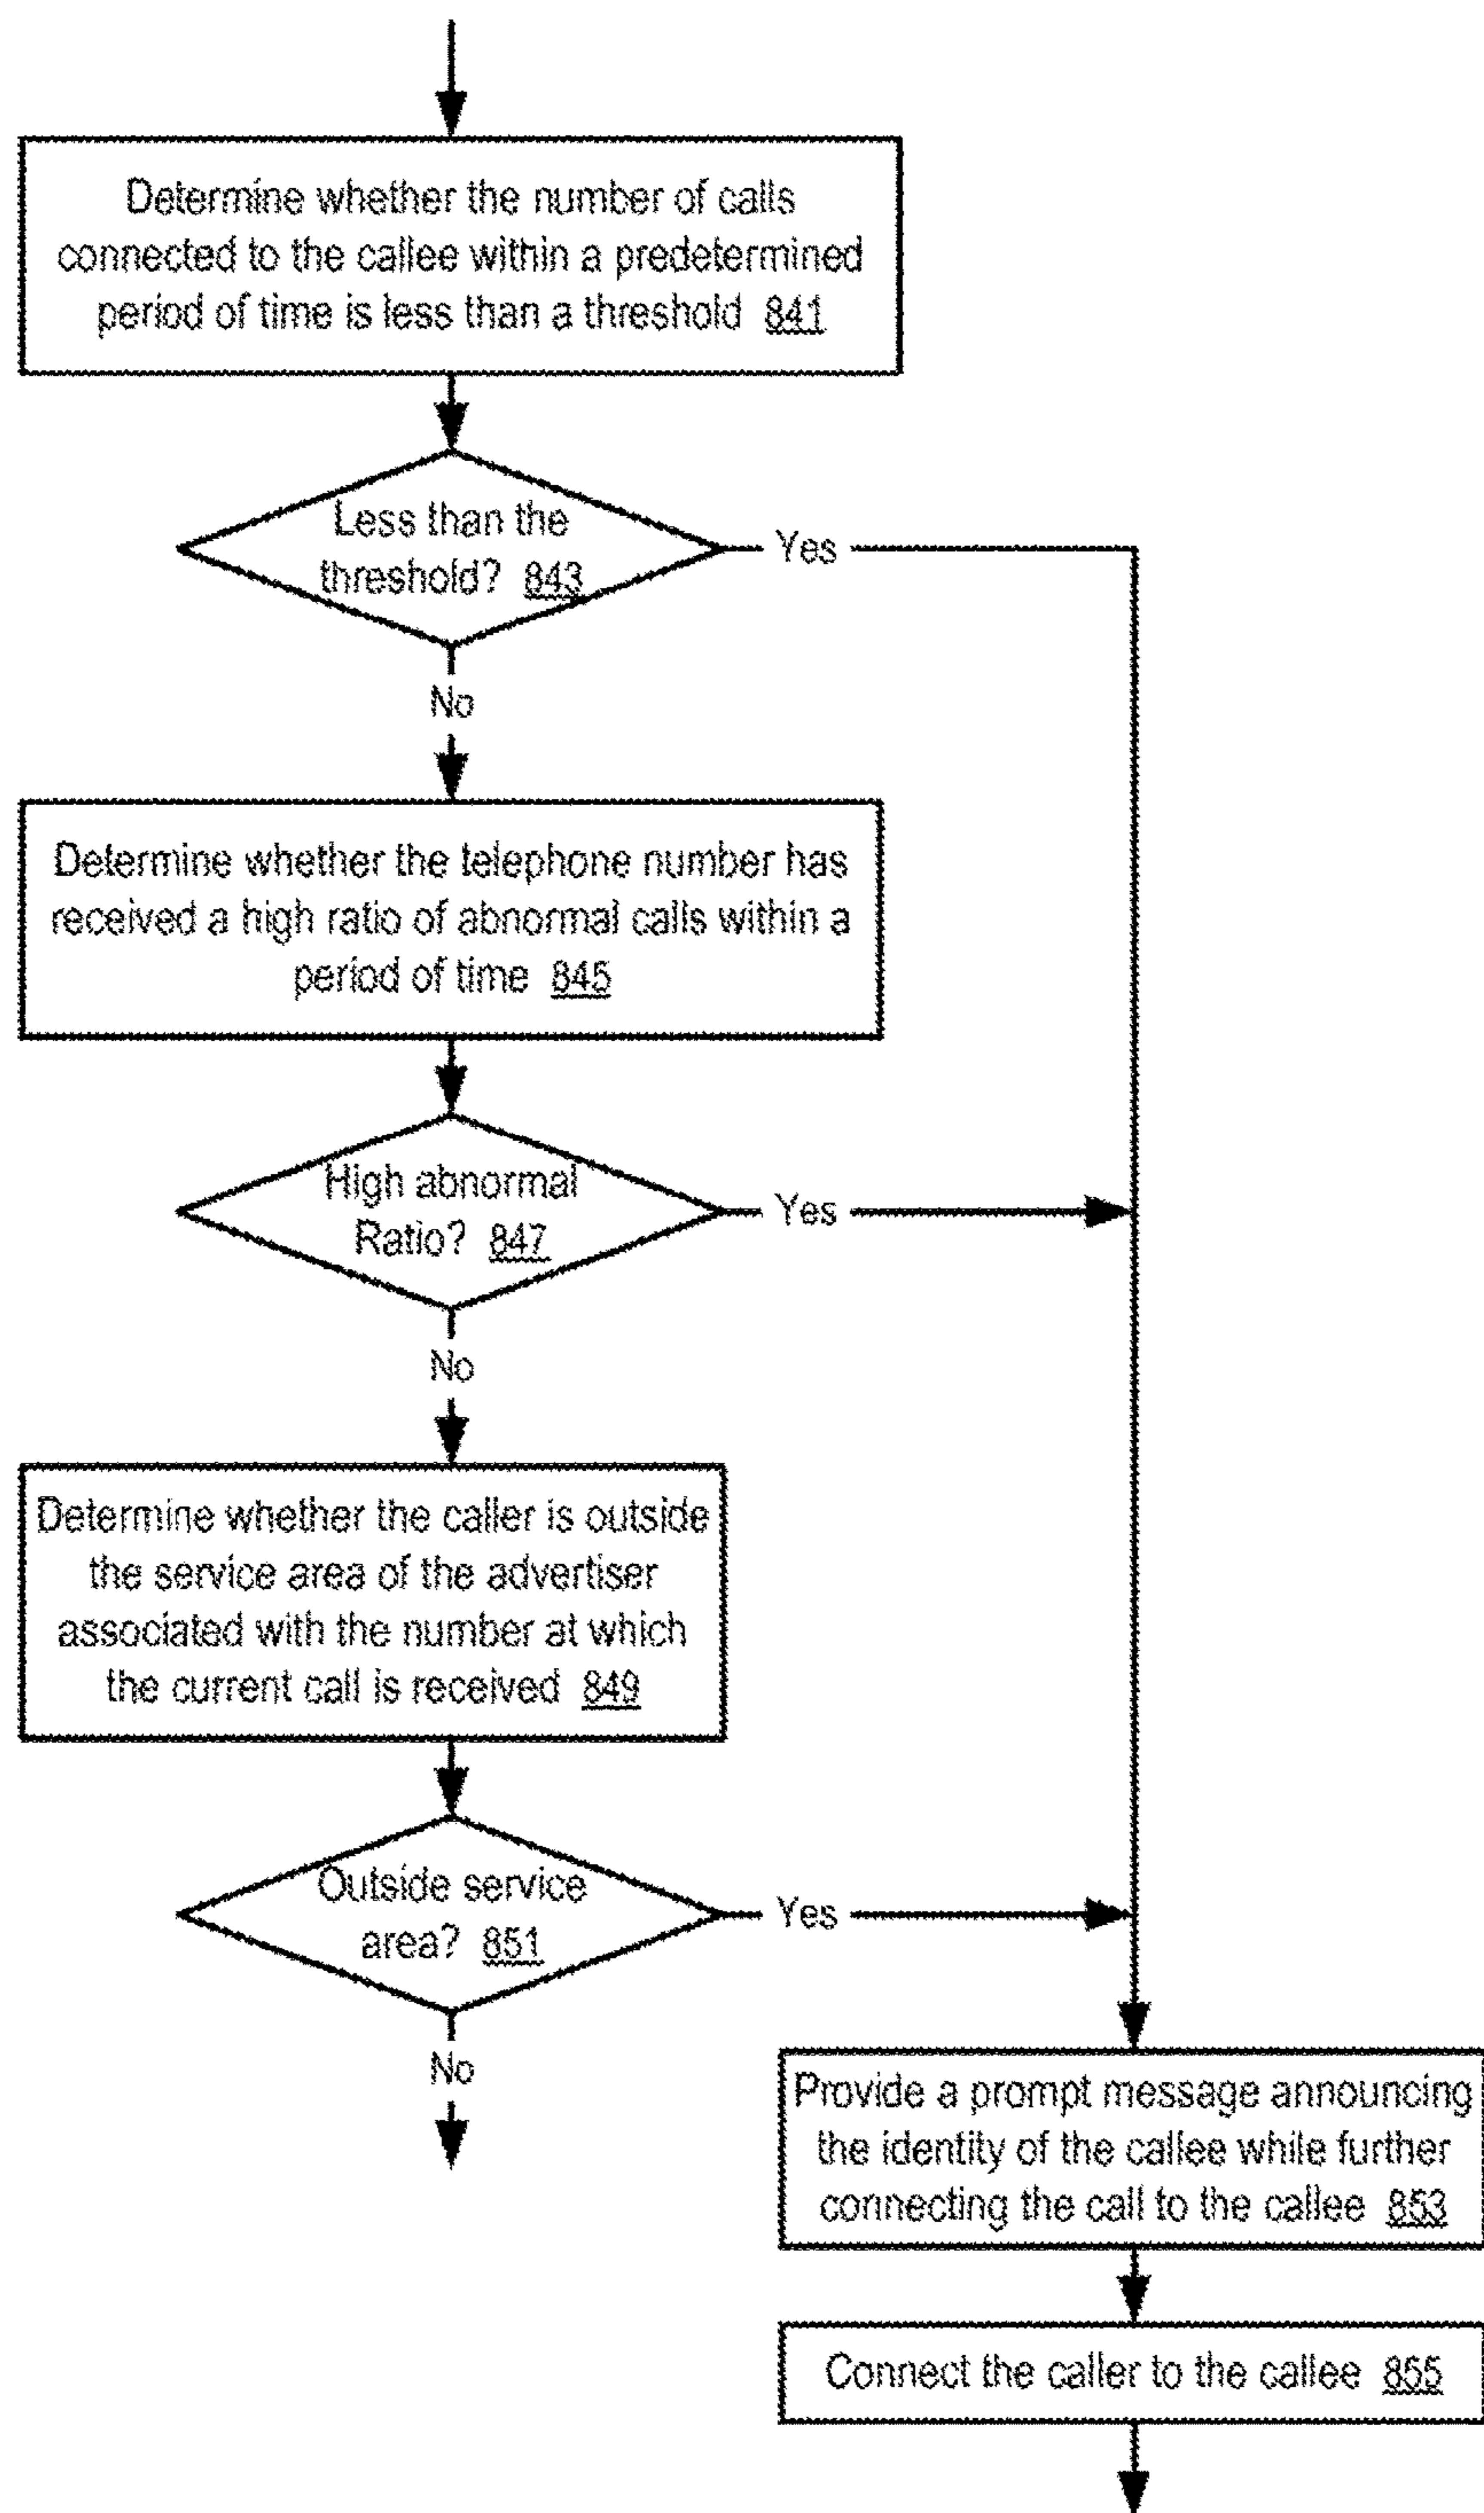 Determine whether the number of calls
connected to the callee within a predetermined
period of time is less than a threshold 841
Less than the
threshold? 843
Yes
No
Determine whether the telephone number has
received a high ratio of abnormal calls within a
period of time 845
High abnormal
Ratio? 847
Yes
No
Determine whether the caller is outside
the service area of the advertiser
associated with the number at which
the current call is received 849
Outside service
area? 851
Yes
No
Provide a prompt message announcing
the identity of the callee while further
connecting the call to the callee 853
Connect the caller to the callee 855